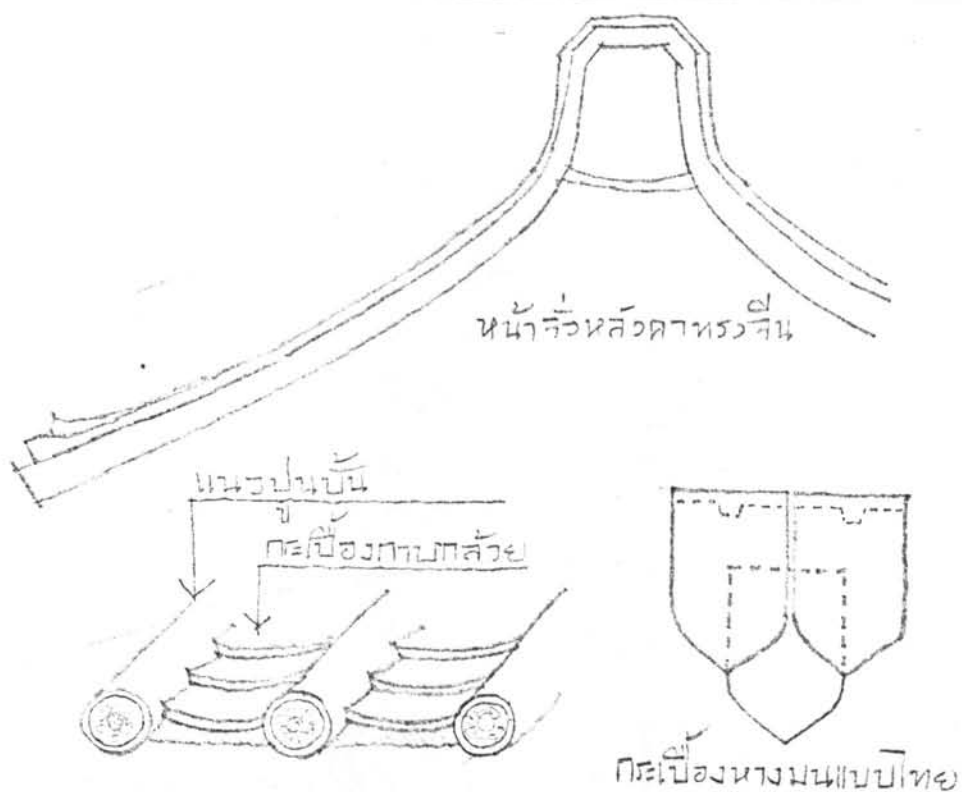 หน้าจั่วหลังคาทรงจีน
แนวปูนปั้น
กระเบื้องกาบกล้วย
กระเบื้องหางมนแบบไทย